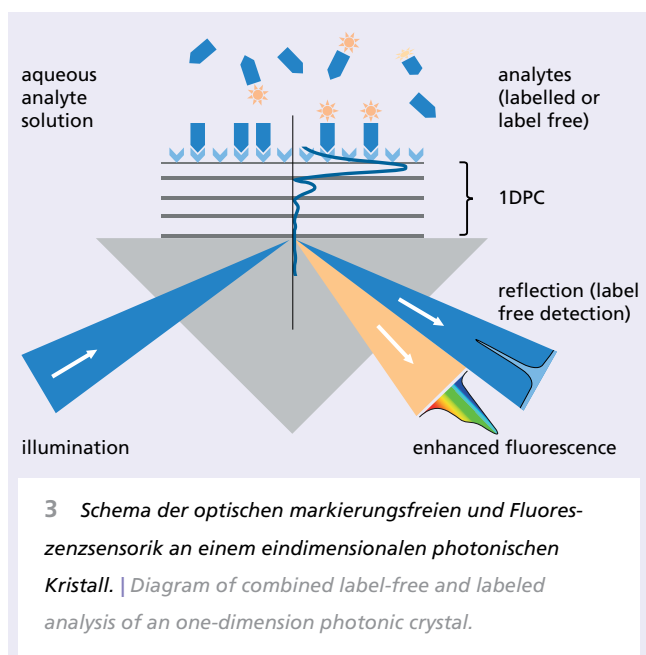 aqueous
analyte
solution
analytes
(labelled or
label free)
1DPC
reflection (label
free detection)
illumination
enhanced fluorescence
3 Schema der optischen markierungsfreien und Fluores-
zenzsensorik an einem eindimensionalen photonischen
Kristall. | Diagram of combined label-free and labeled
analysis of an one-dimension photonic crystal.